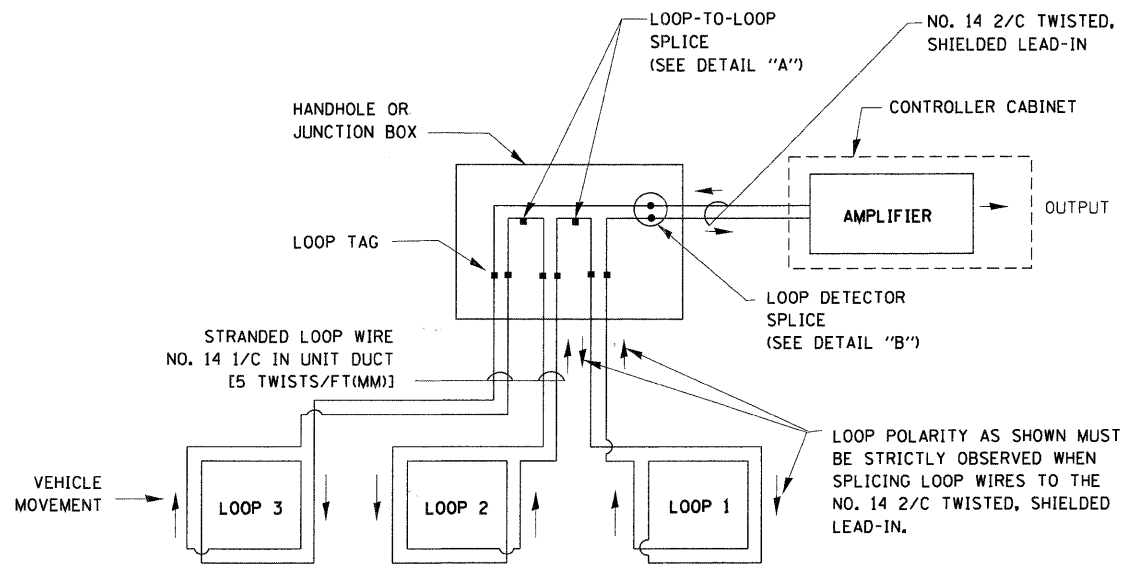 LOOP-TO-LOOP
SPLICE
(SEE DETAIL "A")
NO. 14 2/C TWISTED,
SHIELDED LEAD-IN
HANDHOLE OR
JUNCTION BOX
CONTROLLER CABINET
AMPLIFIER
OUTPUT
LOOP TAG
LOOP DETECTOR
SPLICE
(SEE DETAIL "B")
STRANDED LOOP WIRE
NO. 14 1/C IN UNIT DUCT
[5 TWISTS/FT(MM)]
LOOP POLARITY AS SHOWN MUST
BE STRICTLY OBSERVED WHEN
SPLICING LOOP WIRES TO THE
NO. 14 2/C TWISTED, SHIELDED
LEAD-IN.
VEHICLE
MOVEMENT
LOOP 3
LOOP 2
LOOP 1